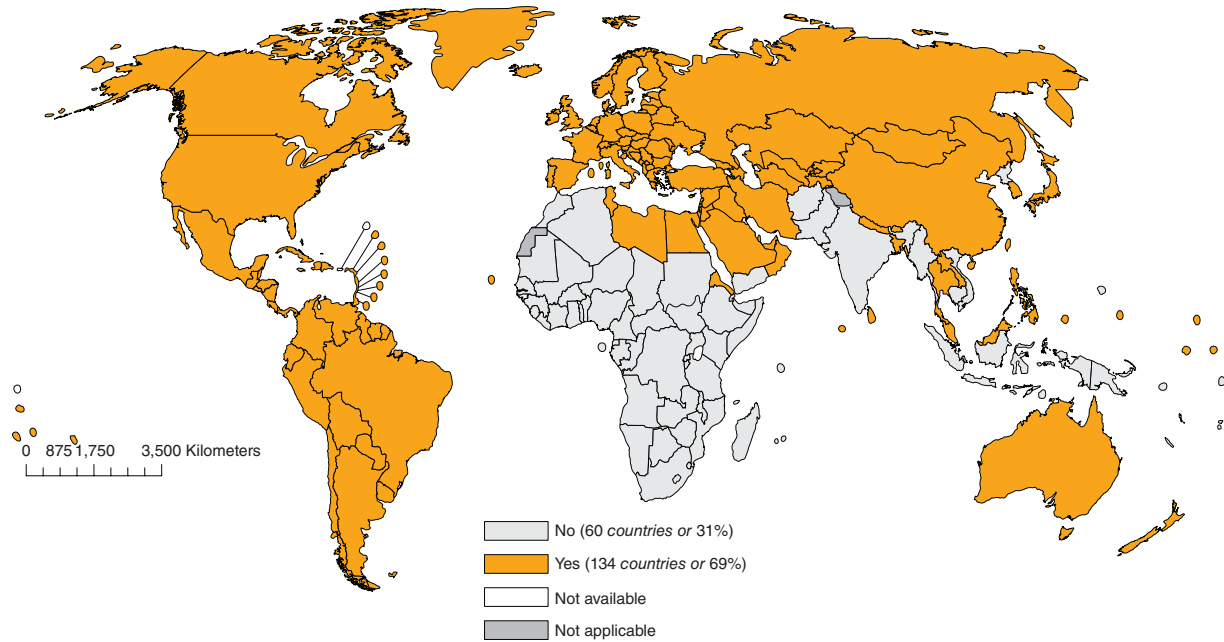 0 875 1,750 3,500 Kilometers
No (60 countries or 31%)
Yes (134 countries or 69%)
Not available
Not applicable